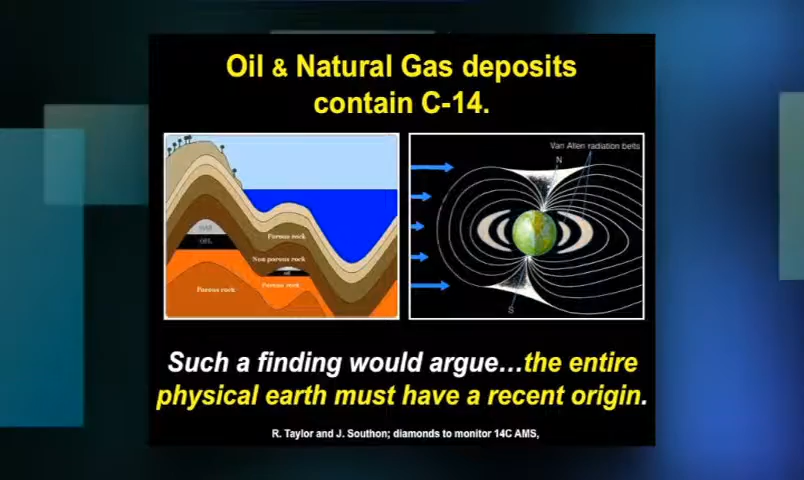 Oil & Natural Gas deposits
contain C-14.
Van Allen radiation belts
N
OIL
Porous rock
Non porous rock
oil
Porous rock
Porous rock
S
Such a finding would argue…the entire
physical earth must have a recent origin.
R. Taylor and J. Southon; diamonds to monitor 14C AMS,